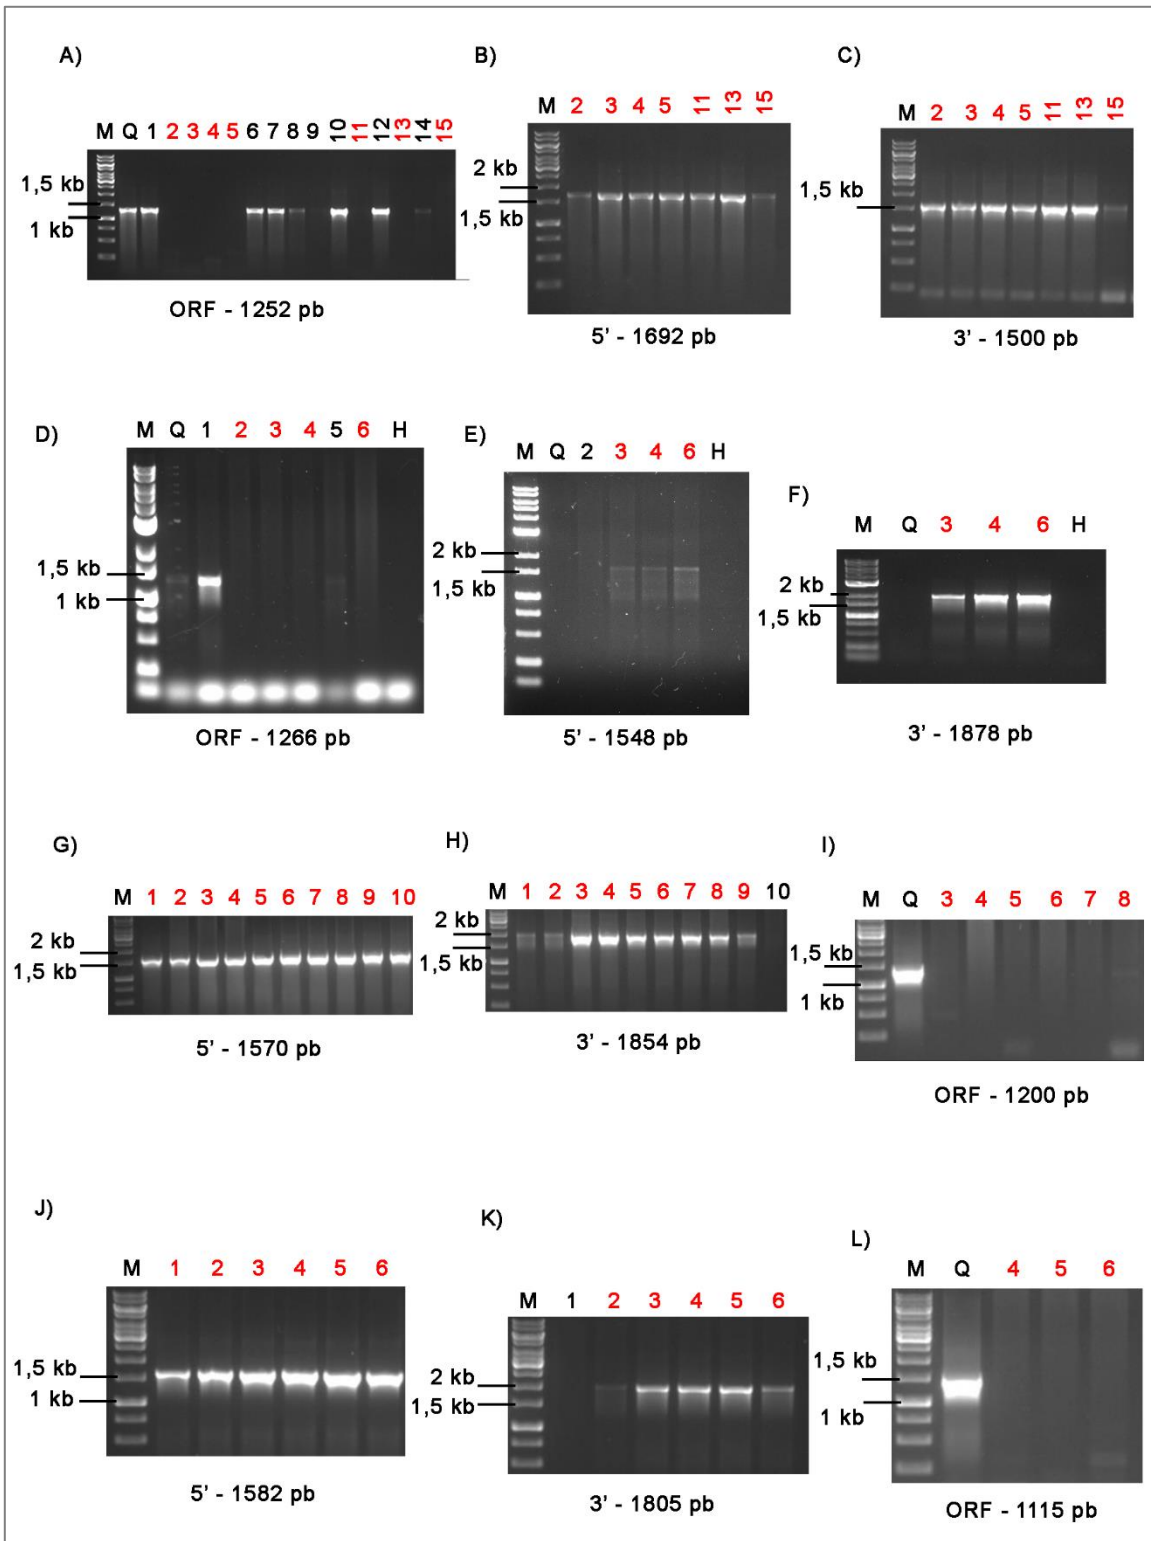 A)
M Q 1 2 3 4 5 6 7 8 9 10 11 12 13 14 15
1,5 kb
1 kb
ORF - 1252 pb
B)
M 2 3 4 5 11 13 15
2 kb
1,5 kb
5' - 1692 pb
C)
M 2 3 4 5 11 13 15
1,5 kb
3' - 1500 pb
D)
M Q 1 2 3 4 5 6 H
1,5 kb
1 kb
ORF - 1266 pb
E)
M Q 2 3 4 6 H
2 kb
1,5 kb
5' - 1548 pb
F)
M Q 3 4 6 H
2 kb
1,5 kb
3' - 1878 pb
G)
M 1 2 3 4 5 6 7 8 9 10
2 kb
1,5 kb
5' - 1570 pb
H)
M 1 2 3 4 5 6 7 8 9 10
2 kb
1,5 kb
3' - 1854 pb
I)
M Q 3 4 5 6 7 8
1,5 kb
1 kb
ORF - 1200 pb
J)
M 1 2 3 4 5 6
1,5 kb
1 kb
5' - 1582 pb
K)
M 1 2 3 4 5 6
2 kb
1,5 kb
3' - 1805 pb
L)
M Q 4 5 6
1,5 kb
1 kb
ORF - 1115 pb